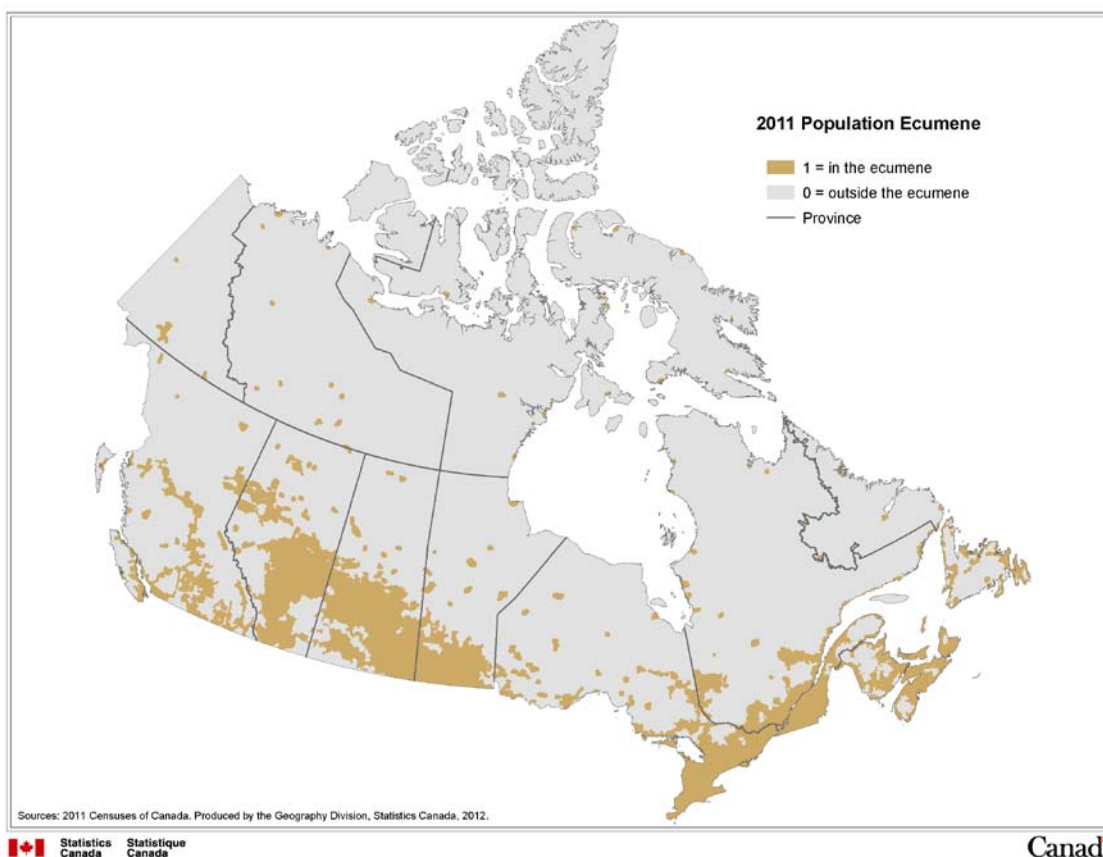 2011 Population Ecumene
1 = in the ecumene
0 = outside the ecumene
Province
Sources: 2011 Censuses of Canada. Produced by the Geography Division, Statistics Canada, 2012.
Statistics Statistique
Canada Canada
Canad